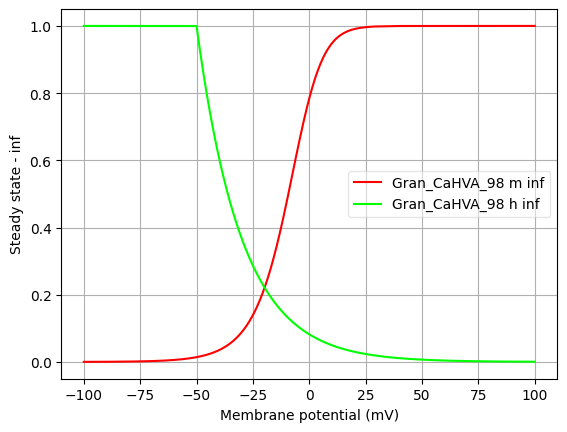 1.0
0.8
0.6
0.4
0.2
0.0
Steady state - inf
Gran_CaHVA_98 m inf
Gran_CaHVA_98 h inf
−100 −75 −50 −25 0 25 50 75 100
Membrane potential (mV)